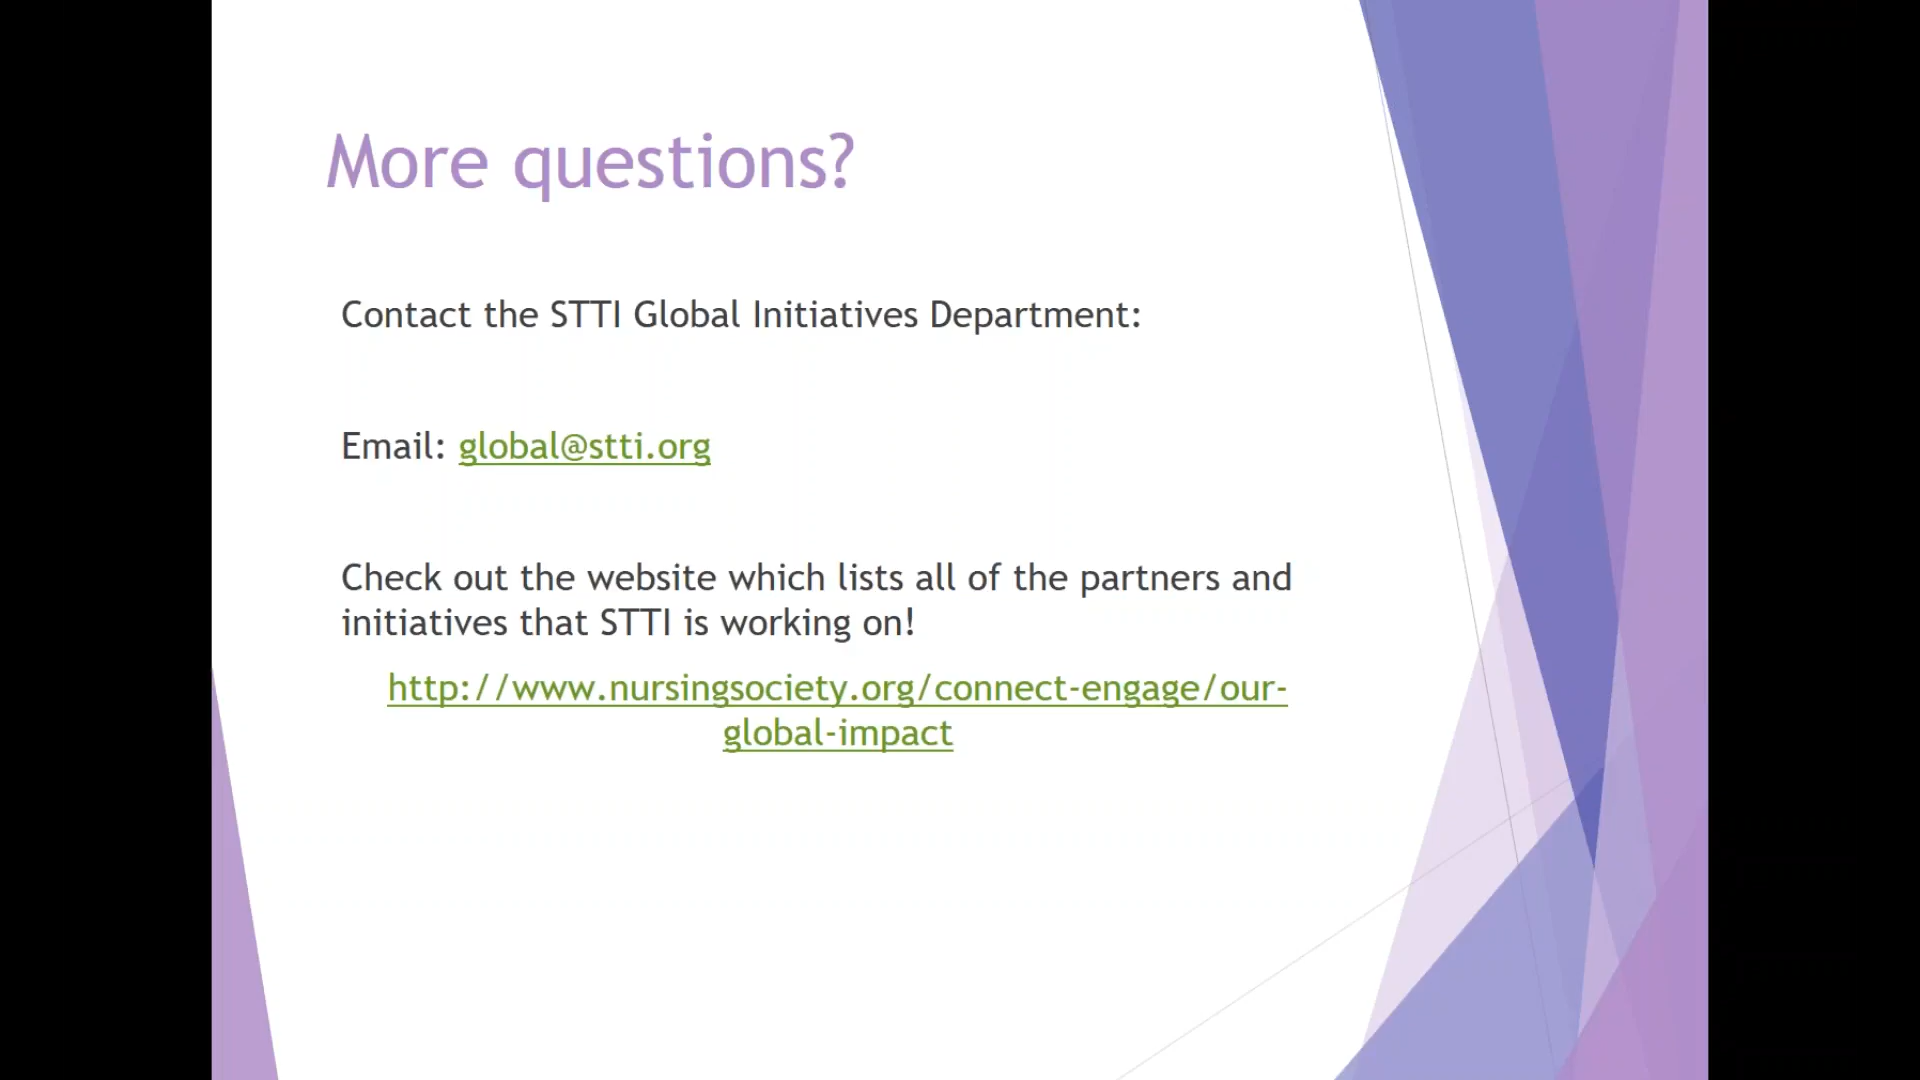 More questions?
Contact the STTI Global Initiatives Department:
Email: global@stti.org
Check out the website which lists all of the partners and
initiatives that STTI is working on!
http://www.nursingsociety.org/connect-engage/our-
global-impact